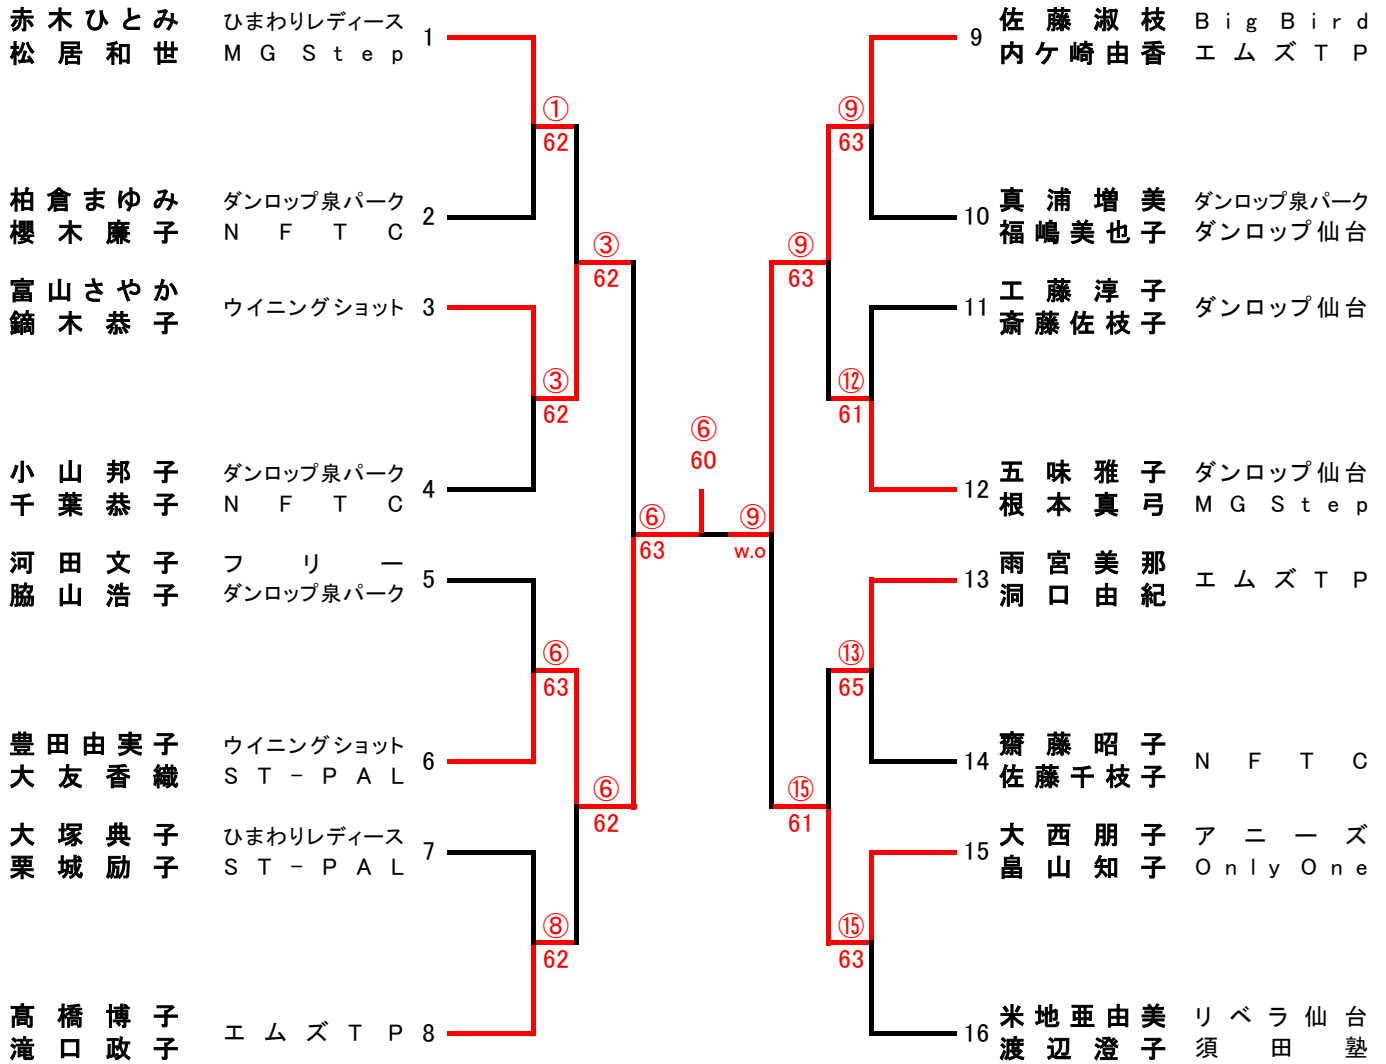 赤木ひとみ ひまわりレディース 1
松居和世 MG Step
柏倉まゆみ ダンロップ泉パーク 2
櫻木廉子 NFTC
富山さやか ウイニングショット 3
鏑木恭子
小山邦子 ダンロップ泉パーク 4
千葉恭子 NFTC
河田文子 フリー 5
脇山浩子 ダンロップ泉パーク
豊田由実子 ウイニングショット 6
大友香織 ST-PAL
大塚典子 ひまわりレディース 7
栗城励子 ST-PAL
髙橋博子 エムズTP 8
滝口政子
① 62
③ 62
⑥ 63
⑧ 62
③ 62
⑥ 62
⑥ 63
⑥
60
⑨ w.o
⑨ 63
⑮ 61
⑨ 63
⑫ 61
⑬ 65
⑮ 63
9 佐藤淑枝 Big Bird
内ケ崎由香 エムズTP
10 真浦増美 ダンロップ泉パーク
福嶋美也子 ダンロップ仙台
11 工藤淳子 ダンロップ仙台
斎藤佐枝子
12 五味雅子 ダンロップ仙台
根本真弓 MG Step
13 雨宮美那 エムズTP
洞口由紀
14 齋藤昭子 NFTC
佐藤千枝子
15 大西朋子 アニーズ
畠山知子 Only One
16 米地亜由美 リベラ仙台
渡辺澄子 須田塾